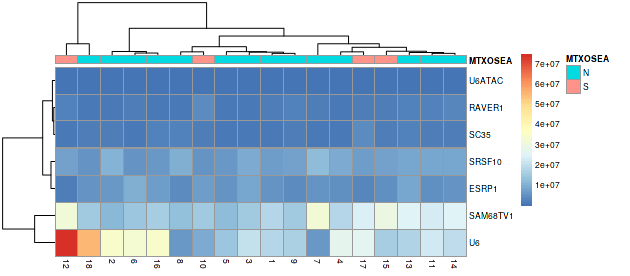 MTXOSEA
U6ATAC
RAVER1
SC35
SRSF10
ESRP1
SAM68TV1
U6
12 18 2 6 16 8 10 5 3 1 9 7 4 17 15 13 11 14
7e+07
6e+07
5e+07
4e+07
3e+07
2e+07
1e+07
MTXOSEA
N
S